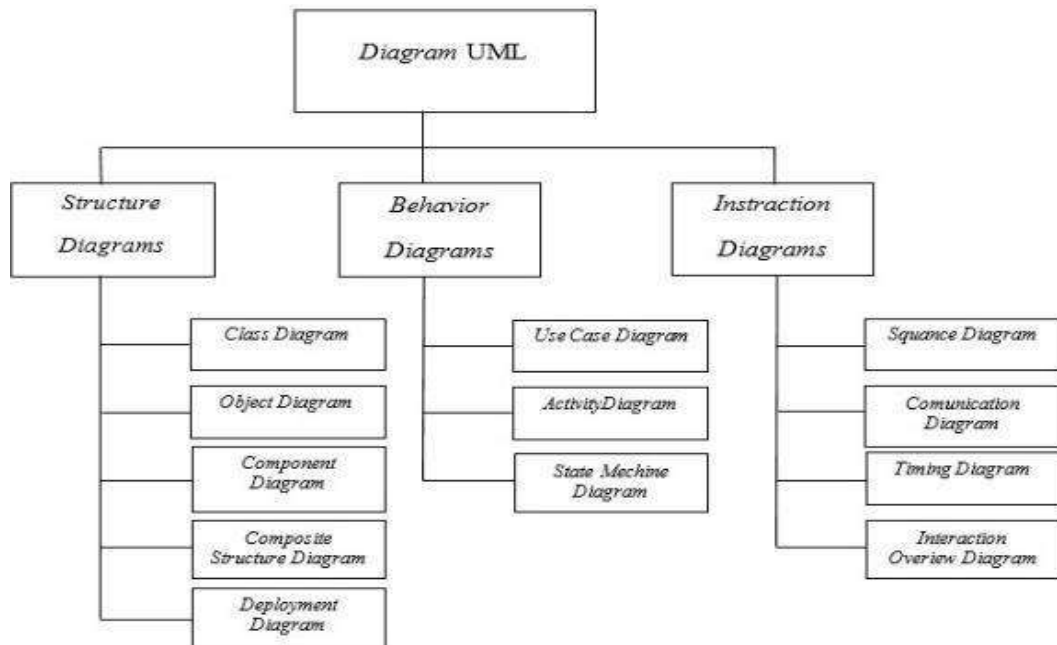 Diagram UML
Structure
Diagrams
Behavior
Diagrams
Instraction
Diagrams
Class Diagram
Object Diagram
Component
Diagram
Composite
Structure Diagram
Deployment
Diagram
Use Case Diagram
ActivityDiagram
State Mechine
Diagram
Squance Diagram
Comunication
Diagram
Timing Diagram
Interaction
Overiew Diagram